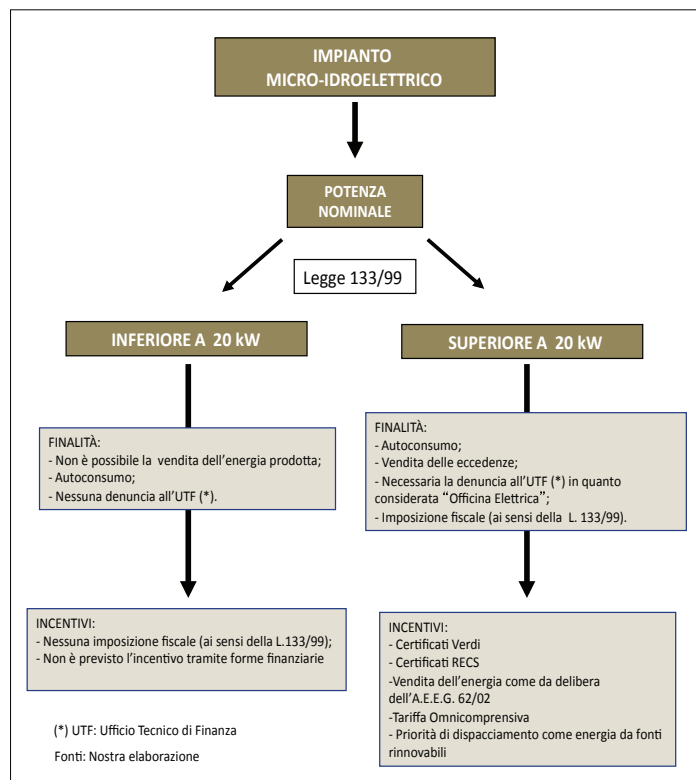 IMPIANTO
MICRO-IDROELETTRICO
POTENZA
NOMINALE
Legge 133/99
INFERIORE A 20 kW
SUPERIORE A 20 kW
FINALITÀ:
- Non è possibile la vendita dell'energia prodotta;
- Autoconsumo;
- Nessuna denuncia all'UTF (*).
FINALITÀ:
- Autoconsumo;
- Vendita delle eccedenze;
- Necessaria la denuncia all'UTF (*) in quanto
considerata "Officina Elettrica";
- Imposizione fiscale (ai sensi della L. 133/99).
INCENTIVI:
- Nessuna imposizione fiscale (ai sensi della L.133/99);
- Non è previsto l'incentivo tramite forme finanziarie
INCENTIVI:
- Certificati Verdi
- Certificati RECS
-Vendita dell'energia come da delibera
dell'A.E.E.G. 62/02
-Tariffa Omnicomprensiva
- Priorità di dispacciamento come energia da fonti
rinnovabili
(*) UTF: Ufficio Tecnico di Finanza
Fonti: Nostra elaborazione